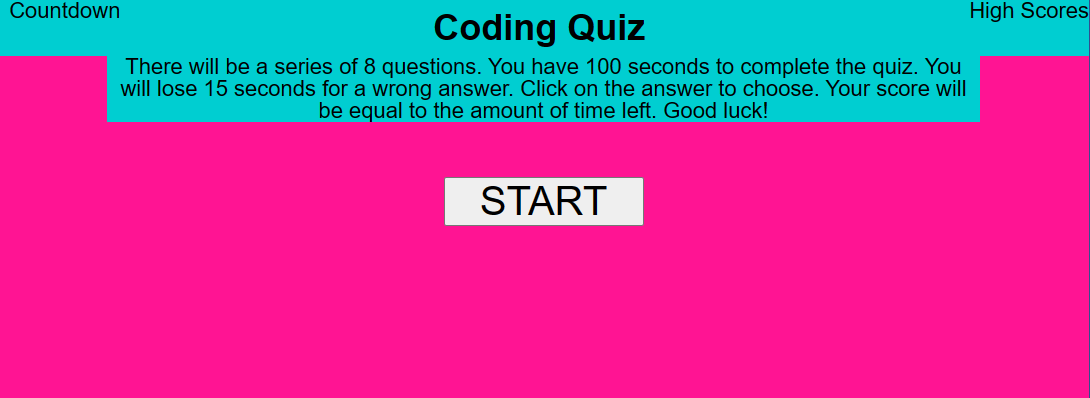 Countdown
Coding Quiz
High Scores
There will be a series of 8 questions. You have 100 seconds to complete the quiz. You
will lose 15 seconds for a wrong answer. Click on the answer to choose. Your score will
be equal to the amount of time left. Good luck!
START